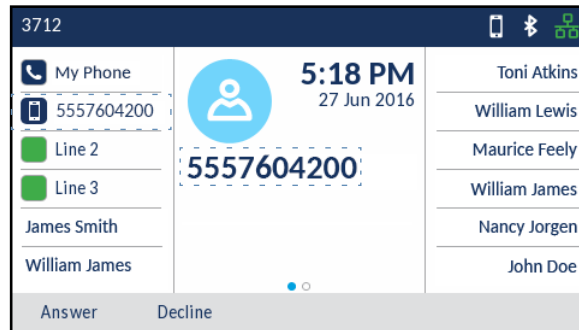 3712
My Phone
5557604200
Line 2
Line 3
James Smith
William James
5:18 PM
27 Jun 2016
5557604200
Toni Atkins
William Lewis
Maurice Feely
William James
Nancy Jorgen
John Doe
Answer Decline